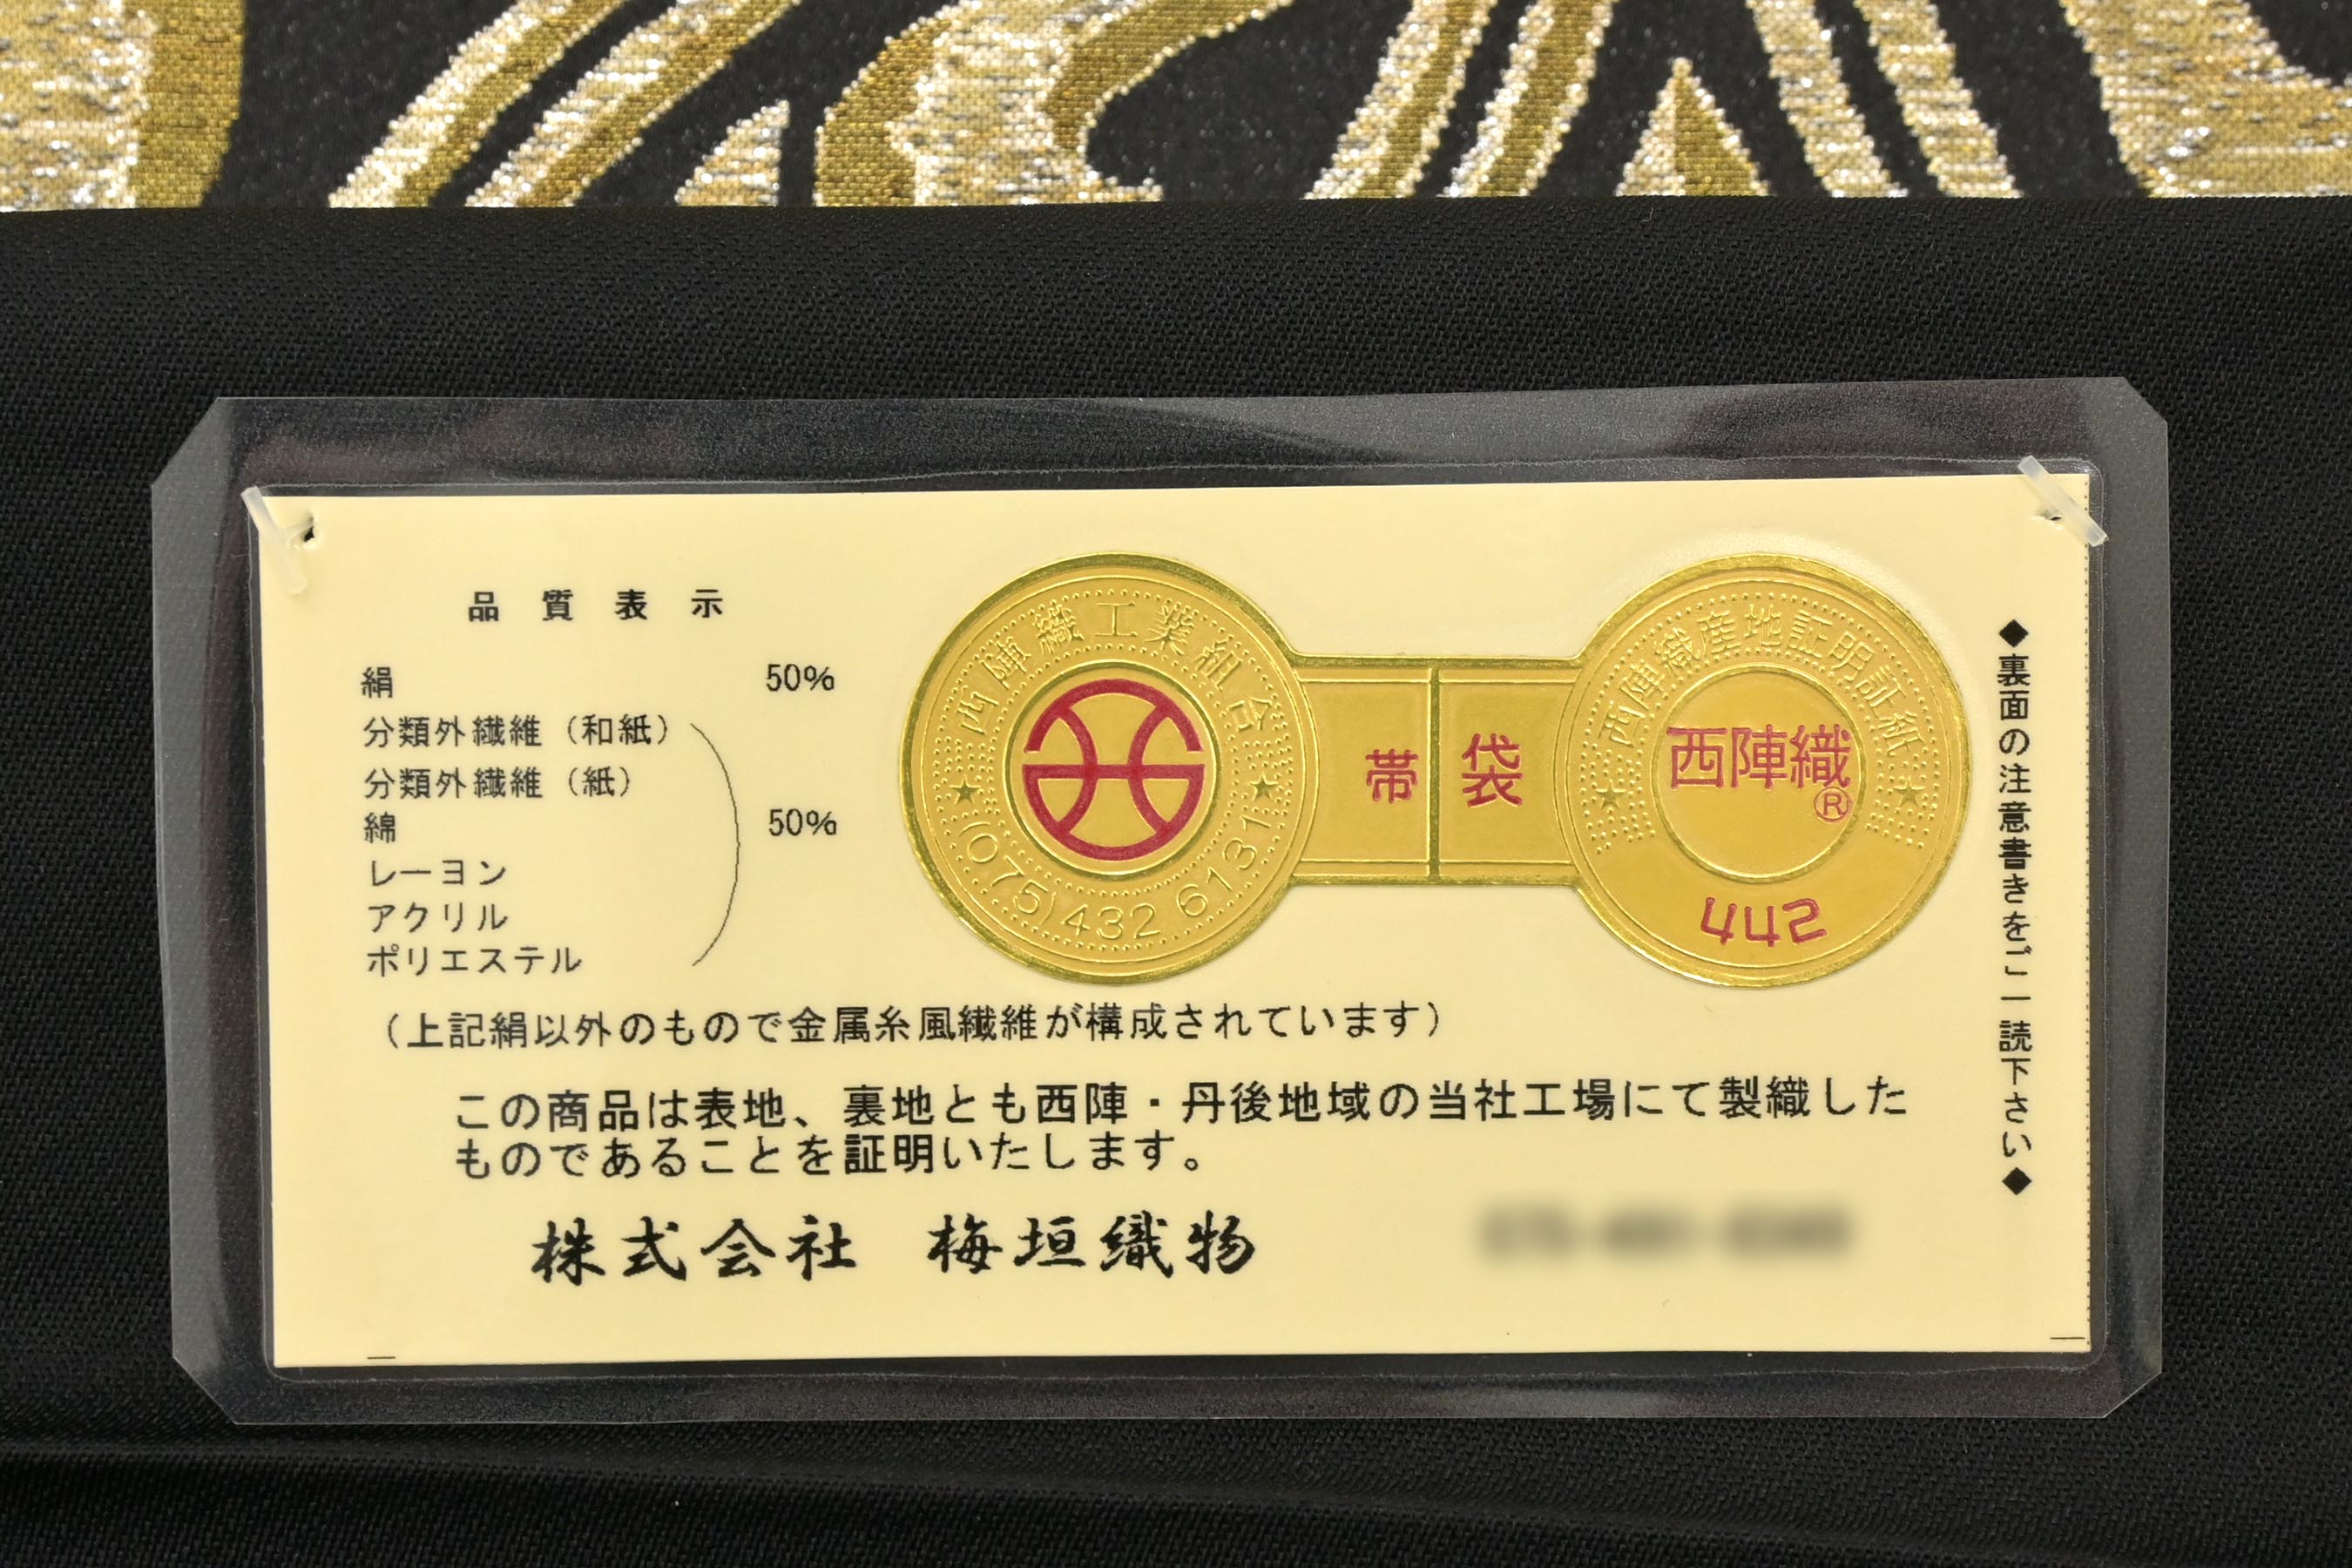 品質表示
絹 50%
分類外繊維（和紙）
分類外繊維（紙）
綿 50%
レーヨン
アクリル
ポリエステル
（上記絹以外のもので金属糸風繊維が構成されています）
この商品は表地、裏地とも西陣・丹後地域の当社工場にて製織した
ものであることを証明いたします。
株式会社 梅垣織物
西陣織工業組合
(075)432 6131
帯
袋
西陣織産地証明証紙
西陣織®
442
◆裏面の注意書きをご一読下さい◆